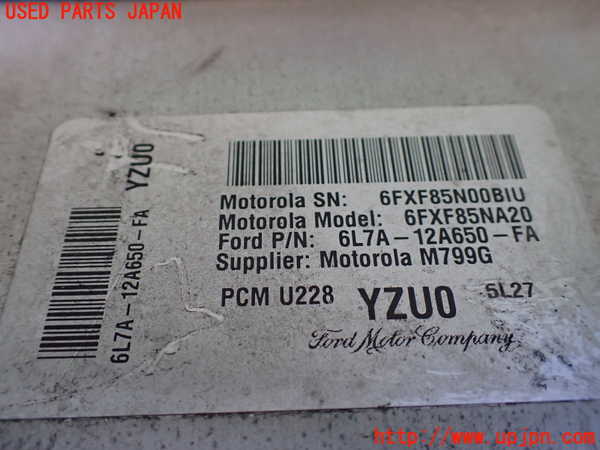 USED PARTS JAPAN
Motorola SN: 6FXF85N00BIU
Motorola Model: 6FXF85NA20
Ford P/N: 6L7A-12A650-FA
Supplier: Motorola M799G
PCM U228 YZU0 5L27
Ford Motor Company
6L7A-12A650-FA YZU0
http://www.upjpn.com